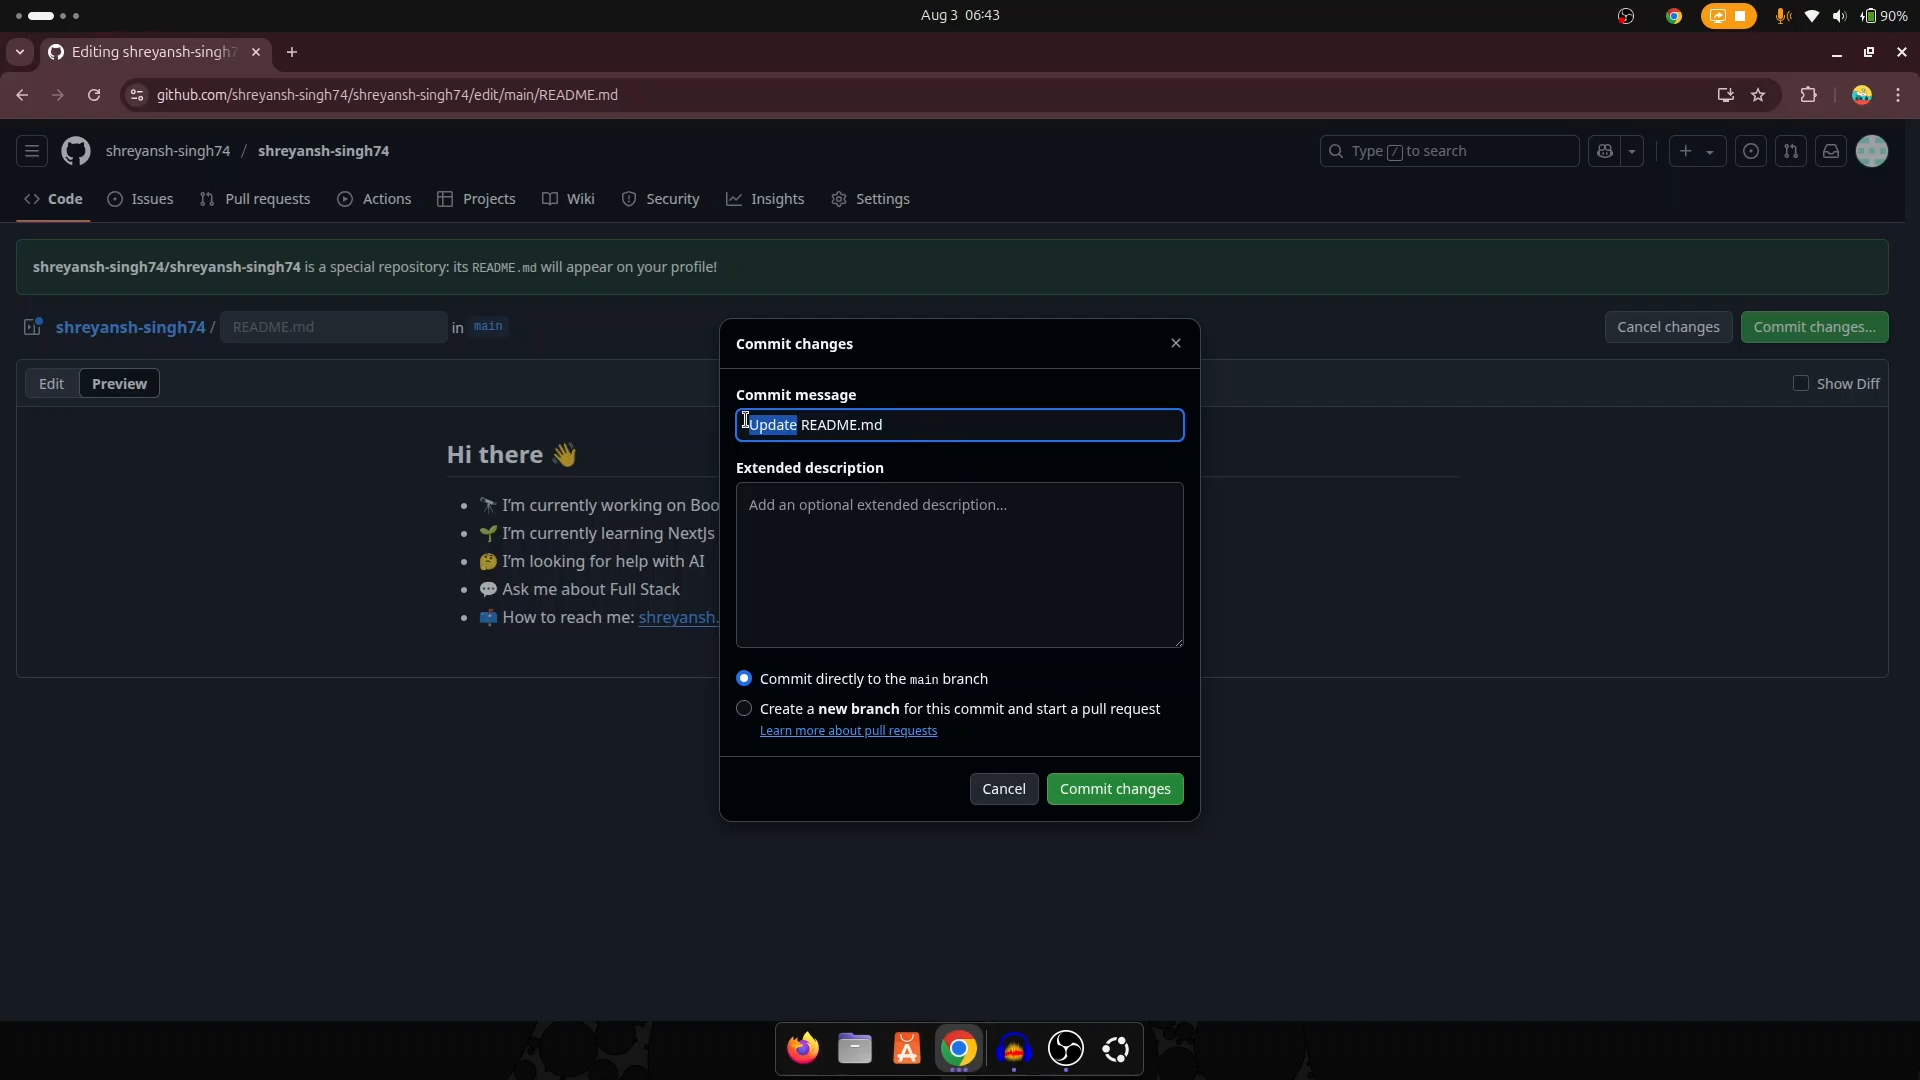 Aug 3 06:43
90%
Editing shreyansh-singh7
github.com/shreyansh-singh74/shreyansh-singh74/edit/main/README.md
shreyansh-singh74 / shreyansh-singh74
Type / to search
Code Issues Pull requests Actions Projects Wiki Security Insights Settings
shreyansh-singh74/shreyansh-singh74 is a special repository: its README.md will appear on your profile!
shreyansh-singh74 / README.md in main
Cancel changes Commit changes...
Edit Preview
Show Diff
Hi there 👋
🔭 I'm currently working on Boo
🌱 I'm currently learning NextJs
🤔 I'm looking for help with AI
💬 Ask me about Full Stack
📫 How to reach me: shreyansh.
Commit changes
Commit message
Update README.md
Extended description
Add an optional extended description...
Commit directly to the main branch
Create a new branch for this commit and start a pull request
Learn more about pull requests
Cancel Commit changes